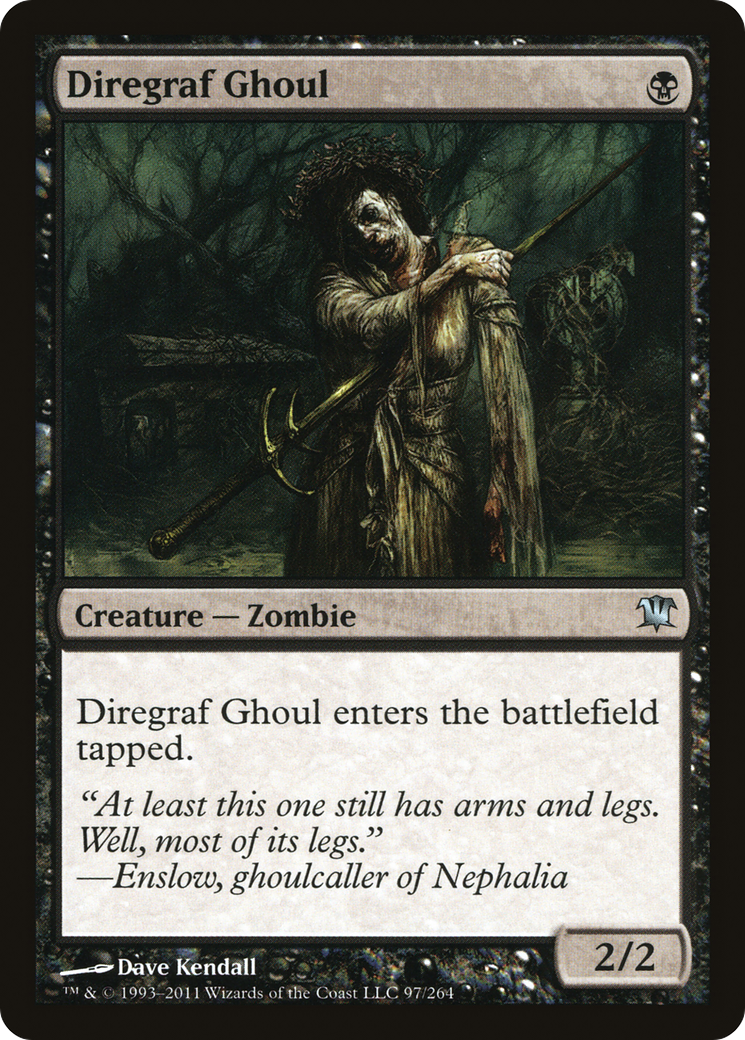 Diregraf Ghoul
Creature — Zombie
Diregraf Ghoul enters the battlefield
tapped.
“At least this one still has arms and legs.
Well, most of its legs.”
—Enslow, ghoulcaller of Nephalia
2/2
Dave Kendall
™ & © 1993–2011 Wizards of the Coast LLC 97/264